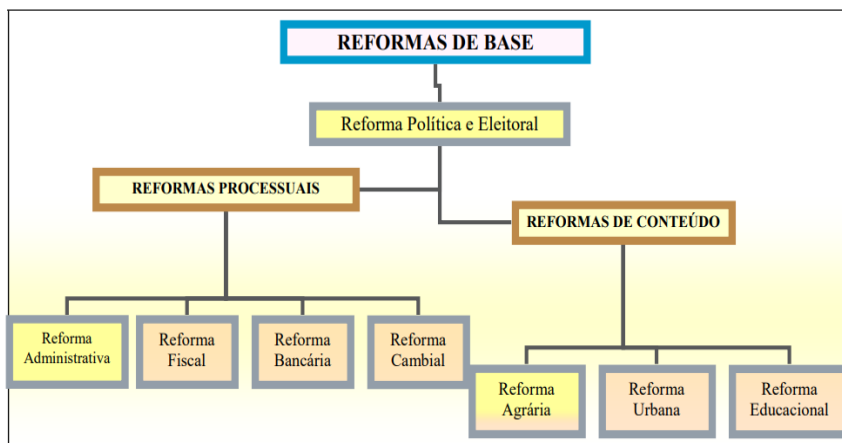 REFORMAS DE BASE
Reforma Política e Eleitoral
REFORMAS PROCESSUAIS
REFORMAS DE CONTEÚDO
Reforma
Administrativa
Reforma
Fiscal
Reforma
Bancária
Reforma
Cambial
Reforma
Agrária
Reforma
Urbana
Reforma
Educacional